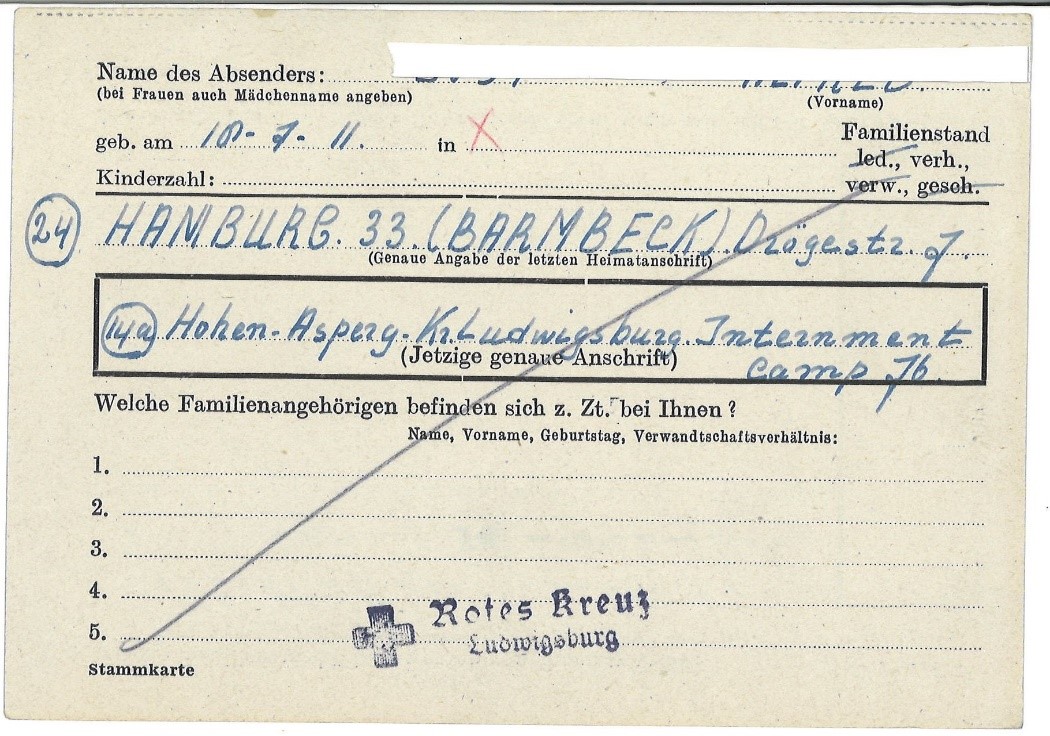 Name des Absenders:
(bei Frauen auch Mädchenname angeben) (Vorname)
geb. am 10-7-11. in X Familienstand
led., verh.,
Kinderzahl: verw., gesch.
24 HAMBURG. 33. (BARMBECK). Drögestr. 7.
(Genaue Angabe der letzten Heimatanschrift)
14a Hohen-Asperg. Kr. Ludwigsburg. Internment
(Jetzige genaue Anschrift) camp 76
Welche Familienangehörigen befinden sich z. Zt. bei Ihnen?
Name, Vorname, Geburtstag, Verwandtschaftsverhältnis:
1.
2.
3.
4.
Rotes Kreuz
5.
Ludwigsburg
Stammkarte